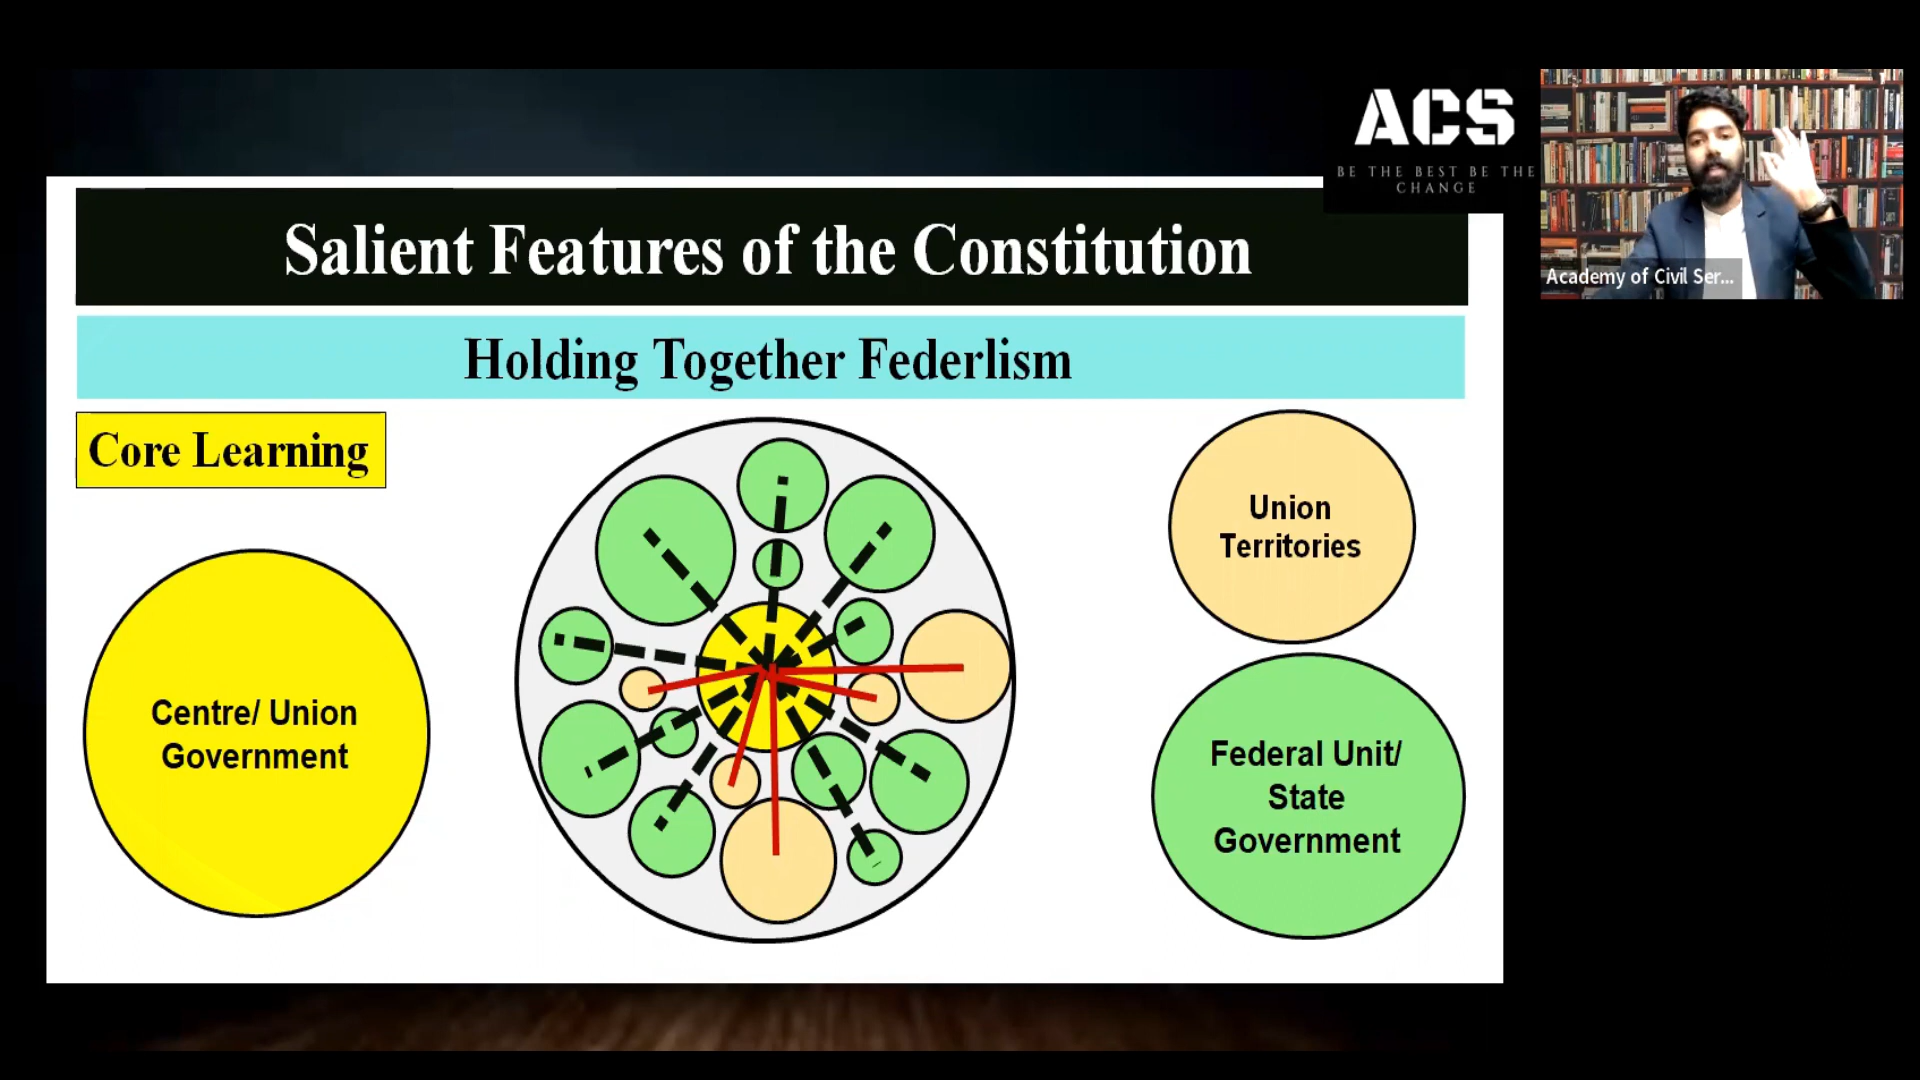 ACS
BE THE BEST BE THE
CHANGE
Academy of Civil Ser...
Salient Features of the Constitution
Holding Together Federlism
Core Learning
Centre/ Union
Government
Union
Territories
Federal Unit/
State
Government